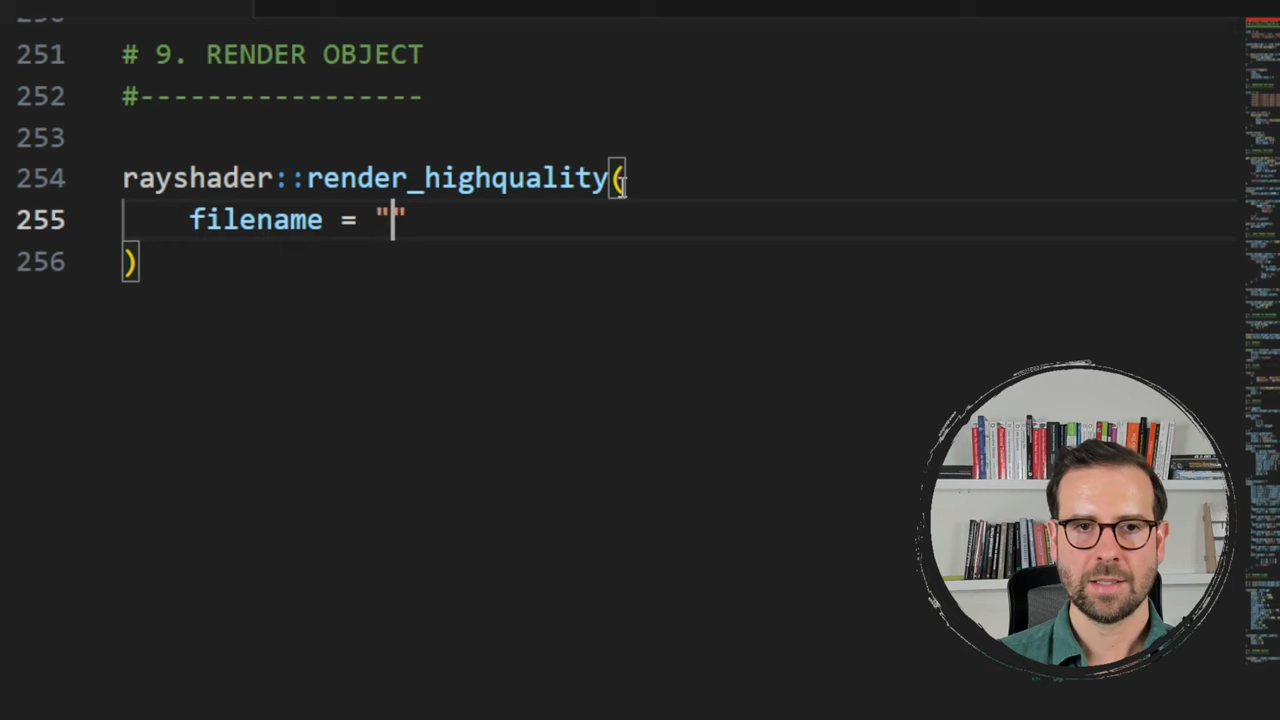 251 # 9. RENDER OBJECT
252 #-----------------
253
254 rayshader::render_highquality(
255 filename = ""
256 )